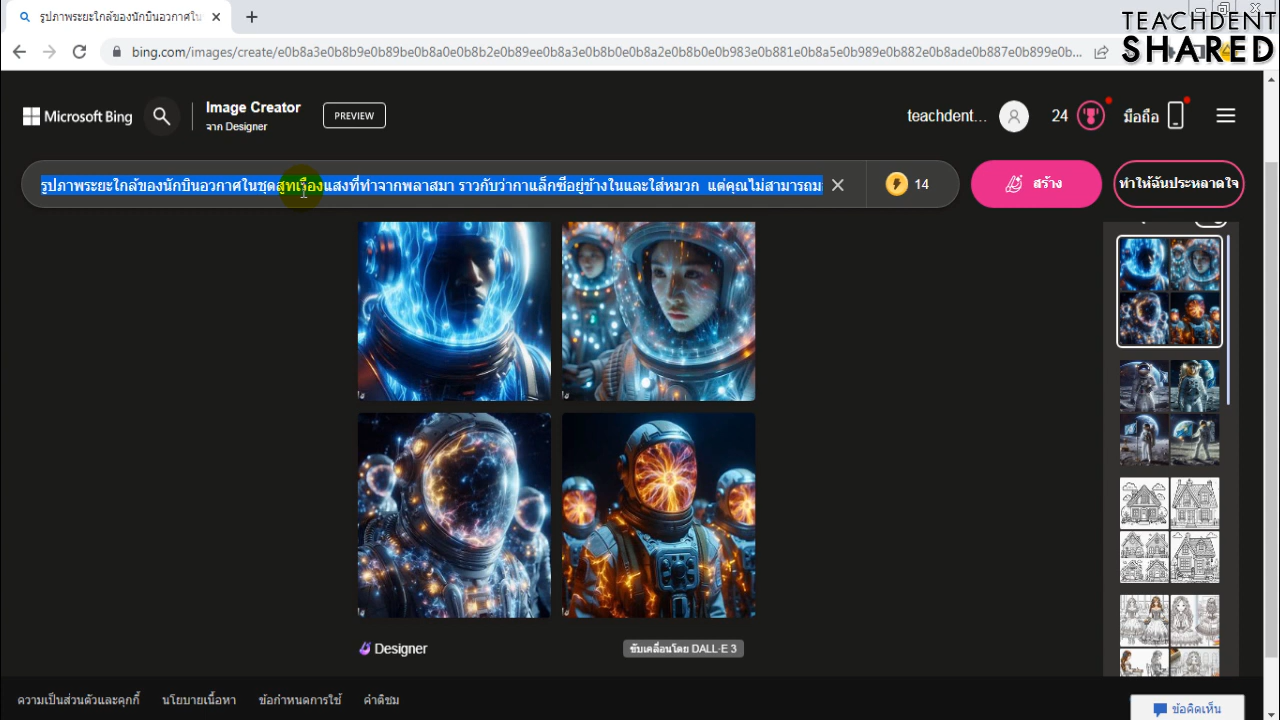 รูปภาพระยะใกล้ของนักบินอวกาศใน
TEACHDENT
SHARED
Microsoft Bing
Image Creator
จาก Designer
PREVIEW
teachdent...
24
มือถือ
รูปภาพระยะใกล้ของนักบินอวกาศในชุดสูทเรืองแสงที่ทำจากพลาสมา ราวกับว่ากาแล็กซีอยู่ข้างในและใส่หมวก แต่คุณไม่สามารถม
14
สร้าง
ทำให้ฉันประหลาดใจ
Designer
ขับเคลื่อนโดย DALL·E 3
ความเป็นส่วนตัวและคุกกี้
นโยบายเนื้อหา
ข้อกำหนดการใช้
คำติชม
ข้อคิดเห็น